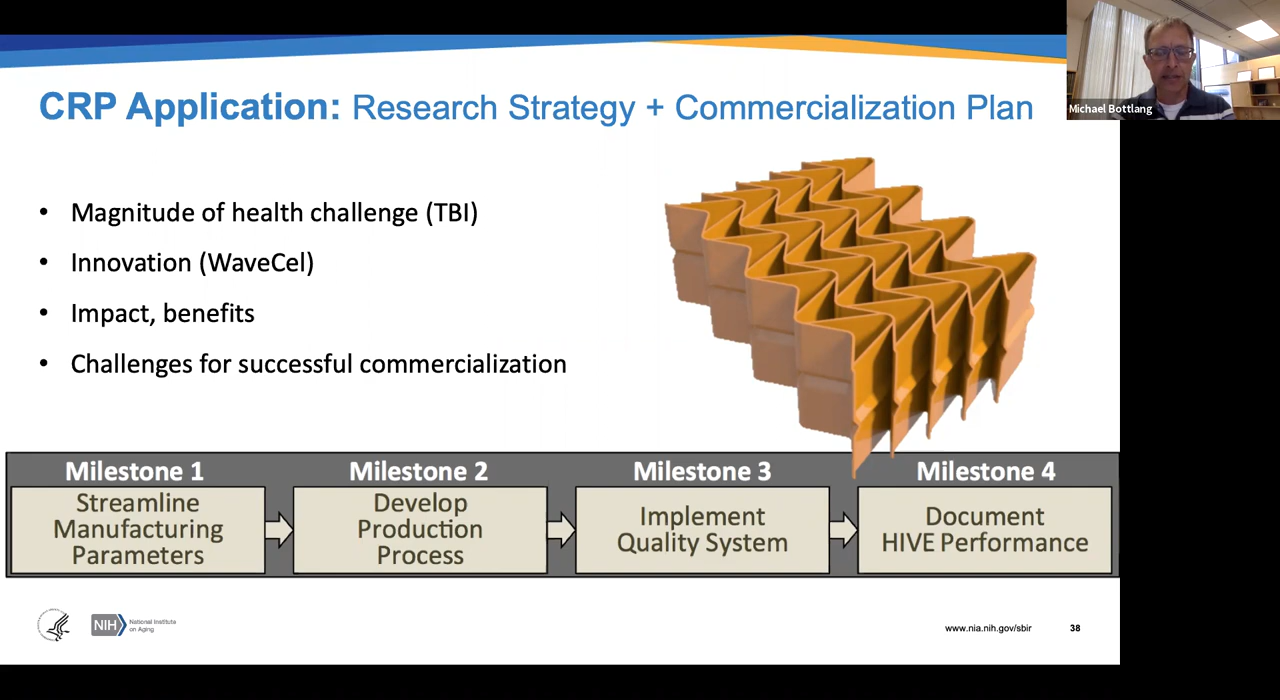 Michael Bottlang
CRP Application: Research Strategy + Commercialization Plan
• Magnitude of health challenge (TBI)
• Innovation (WaveCel)
• Impact, benefits
• Challenges for successful commercialization
Milestone 1
Streamline
Manufacturing
Parameters
Milestone 2
Develop
Production
Process
Milestone 3
Implement
Quality System
Milestone 4
Document
HIVE Performance
NIH
National Institute
on Aging
www.nia.nih.gov/sbir
38